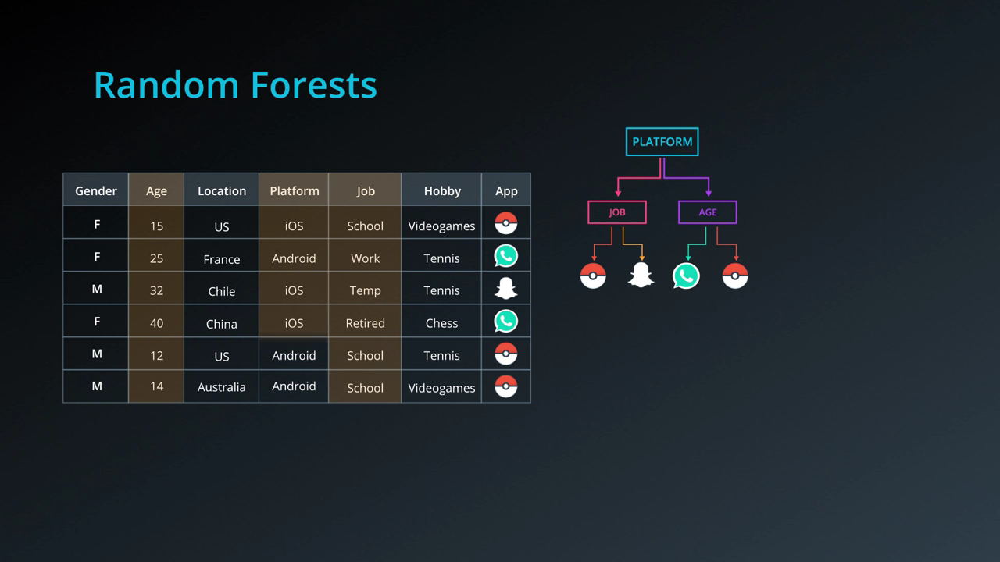 Random Forests
PLATFORM
JOB AGE
Gender Age Location Platform Job Hobby App
F 15 US iOS School Videogames
F 25 France Android Work Tennis
M 32 Chile iOS Temp Tennis
F 40 China iOS Retired Chess
M 12 US Android School Tennis
M 14 Australia Android School Videogames